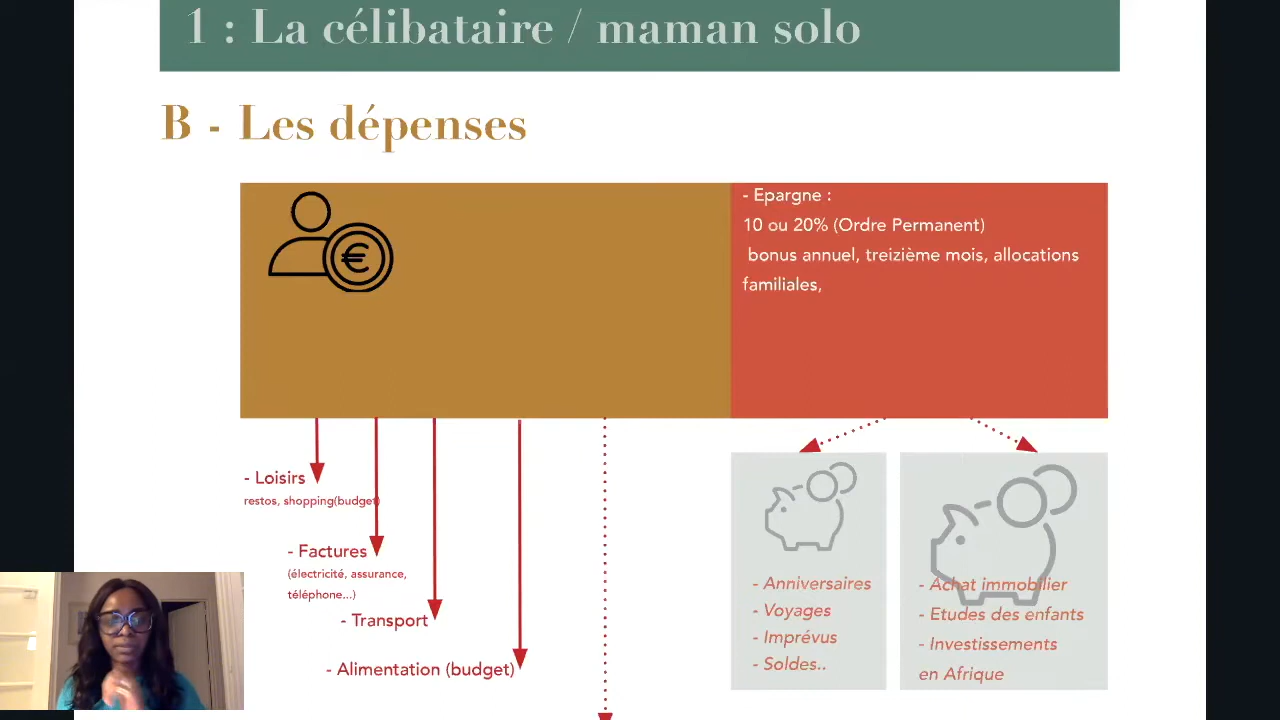 1 : La célibataire / maman solo
B - Les dépenses
- Epargne :
10 ou 20% (Ordre Permanent)
bonus annuel, treizième mois, allocations
familiales,
€
- Loisirs
restos, shopping(budget)
- Factures
(électricité, assurance,
téléphone...)
- Transport
- Alimentation (budget)
- Anniversaires
- Voyages
- Imprévus
- Soldes..
- Achat immobilier
- Etudes des enfants
- Investissements
en Afrique